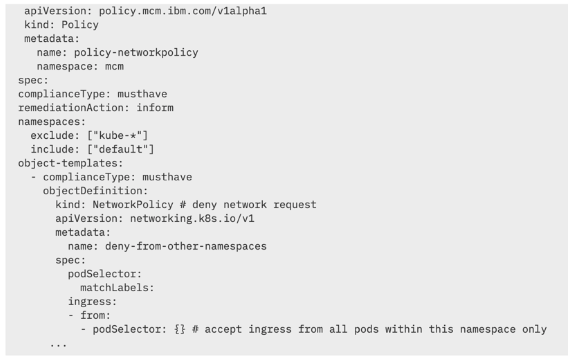 apiVersion: policy.mcm.ibm.com/v1alpha1
kind: Policy
metadata:
name: policy-networkpolicy
namespace: mcm
spec:
complianceType: musthave
remediationAction: inform
namespaces:
exclude: ["kube-*"]
include: ["default"]
object-templates:
- complianceType: musthave
objectDefinition:
kind: NetworkPolicy # deny network request
apiVersion: networking.k8s.io/v1
metadata:
name: deny-from-other-namespaces
spec:
podSelector:
matchLabels:
ingress:
- from:
- podSelector: {} # accept ingress from all pods within this namespace only
...